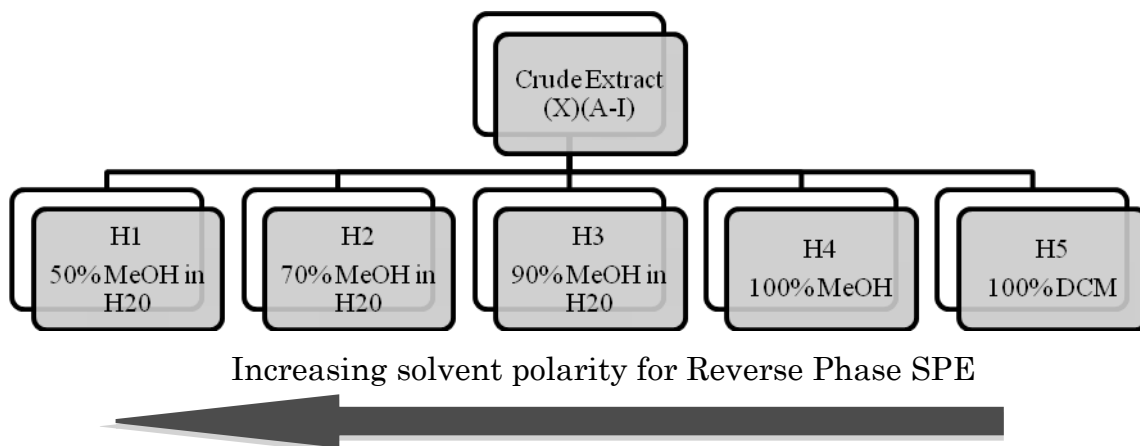 Crude Extract
(X)(A-I)
H1
50% MeOH in
H20
H2
70% MeOH in
H20
H3
90% MeOH in
H20
H4
100% MeOH
H5
100% DCM
Increasing solvent polarity for Reverse Phase SPE